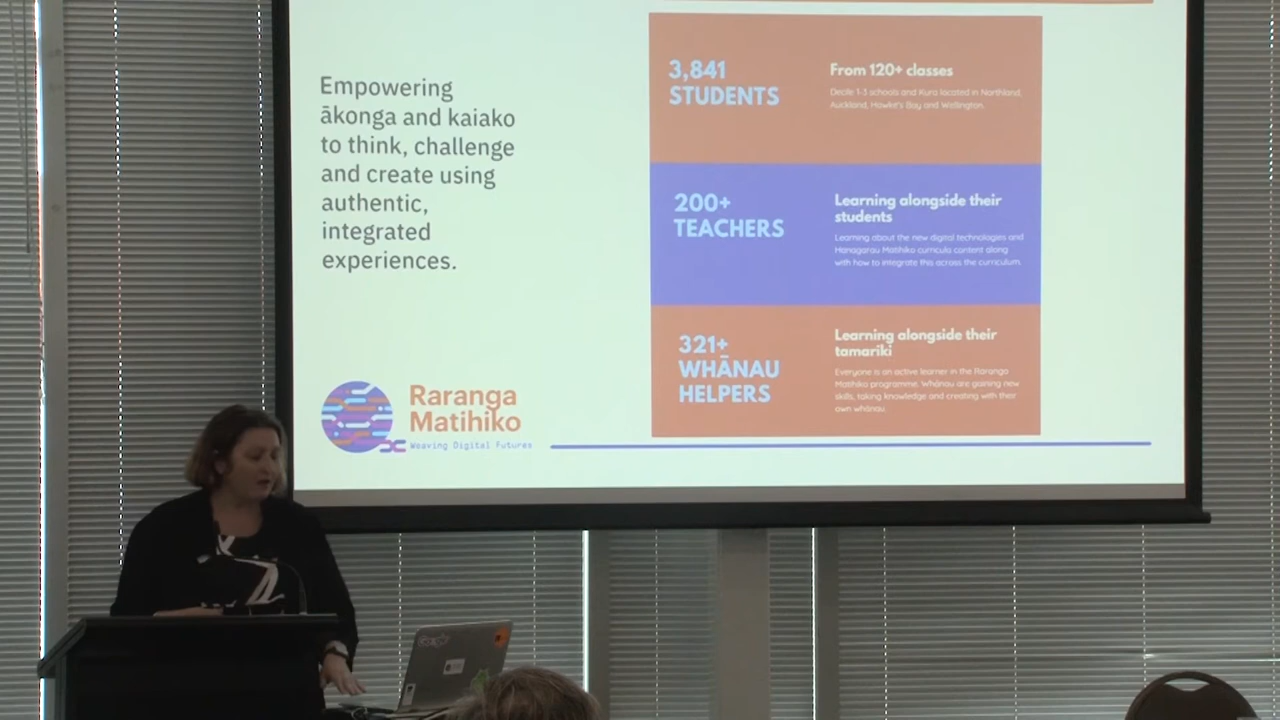 Empowering
ākonga and kaiako
to think, challenge
and create using
authentic,
integrated
experiences.
3,841
STUDENTS
From 120+ classes
Decile 1-3 schools and Kura located in Northland,
Auckland, Hawke's Bay and Wellington.
200+
TEACHERS
Learning alongside their
students
Learning about the new digital technologies and
Hangarau Matihiko curricula content along
with how to integrate this across the curriculum.
321+
WHĀNAU
HELPERS
Learning alongside their
tamariki
Everyone is an active learner in the Raranga
Matihiko programme. Whānau are gaining new
skills, taking knowledge and creating with their
own whānau.
Raranga
Matihiko
Weaving Digital Futures